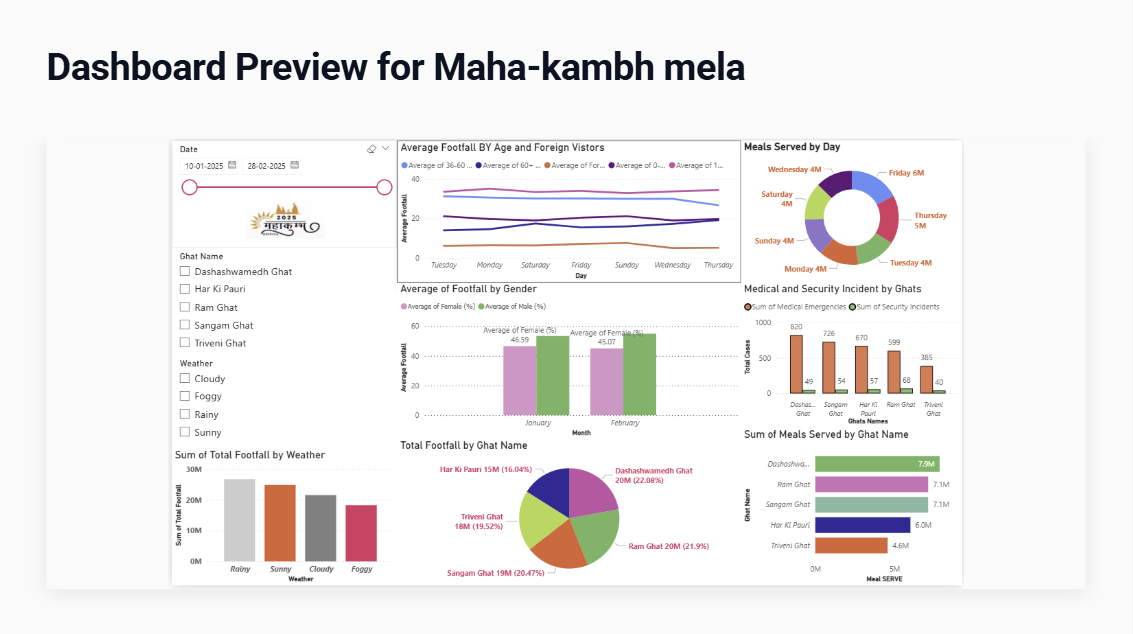 Dashboard Preview for Maha-kambh mela
Date
10-01-2025
28-02-2025
2025
महाकुम्भ
Ghat Name
Dashashwamedh Ghat
Har Ki Pauri
Ram Ghat
Sangam Ghat
Triveni Ghat
Weather
Cloudy
Foggy
Rainy
Sunny
Sum of Total Footfall by Weather
Sum of Total Footfall
30M
20M
10M
0M
Rainy Sunny Cloudy Foggy
Weather
Average Footfall BY Age and Foreign Vistors
Average of 36-60 ... Average of 60+ ... Average of For... Average of 0-... Average of 1...
Average Footfall
40
20
0
Tuesday Monday Saturday Friday Sunday Wednesday Thursday
Day
Average of Footfall by Gender
Average of Female (%) Average of Male (%)
Average Footfall
60
40
20
0
Average of Female (%)
46.59
Average of Female (%)
45.07
January February
Month
Total Footfall by Ghat Name
Har Ki Pauri 15M (16.04%)
Dashashwamedh Ghat
20M (22.08%)
Triveni Ghat
18M (19.52%)
Ram Ghat 20M (21.9%)
Sangam Ghat 19M (20.47%)
Meals Served by Day
Wednesday 4M
Friday 6M
Saturday
4M
Thursday
5M
Sunday 4M
Tuesday 4M
Monday 4M
Medical and Security Incident by Ghats
Sum of Medical Emergencies Sum of Security Incidents
Total Cases
1000
500
0
820 49
726 54
670 57
599 68
385 40
Dashas...
Ghat
Sangam
Ghat
Har Ki
Pauri
Ram Ghat
Triveni
Ghat
Ghats Names
Sum of Meals Served by Ghat Name
Ghat Name
Dashashwa... 7.9M
Ram Ghat 7.1M
Sangam Ghat 7.1M
Har Ki Pauri 6.0M
Triveni Ghat 4.6M
0M 5M
Meal SERVE